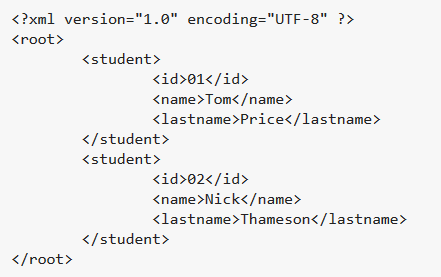 <?xml version="1.0" encoding="UTF-8" ?>
<root>
	<student>
		<id>01</id>
		<name>Tom</name>
		<lastname>Price</lastname>
	</student>
	<student>
		<id>02</id>
		<name>Nick</name>
		<lastname>Thameson</lastname>
	</student>
</root>